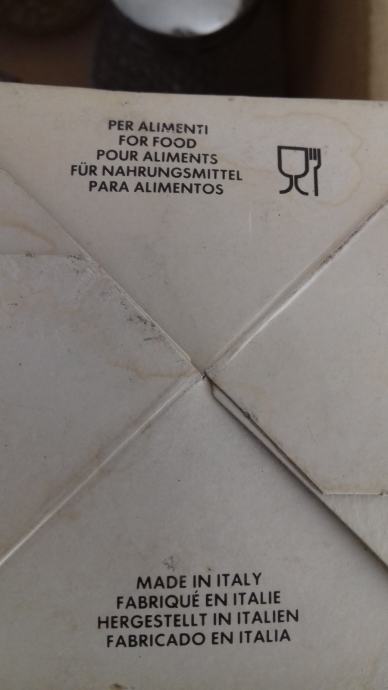 PER ALIMENTI
FOR FOOD
POUR ALIMENTS
FÜR NAHRUNGSMITTEL
PARA ALIMENTOS
MADE IN ITALY
FABRIQUÉ EN ITALIE
HERGESTELLT IN ITALIEN
FABRICADO EN ITALIA